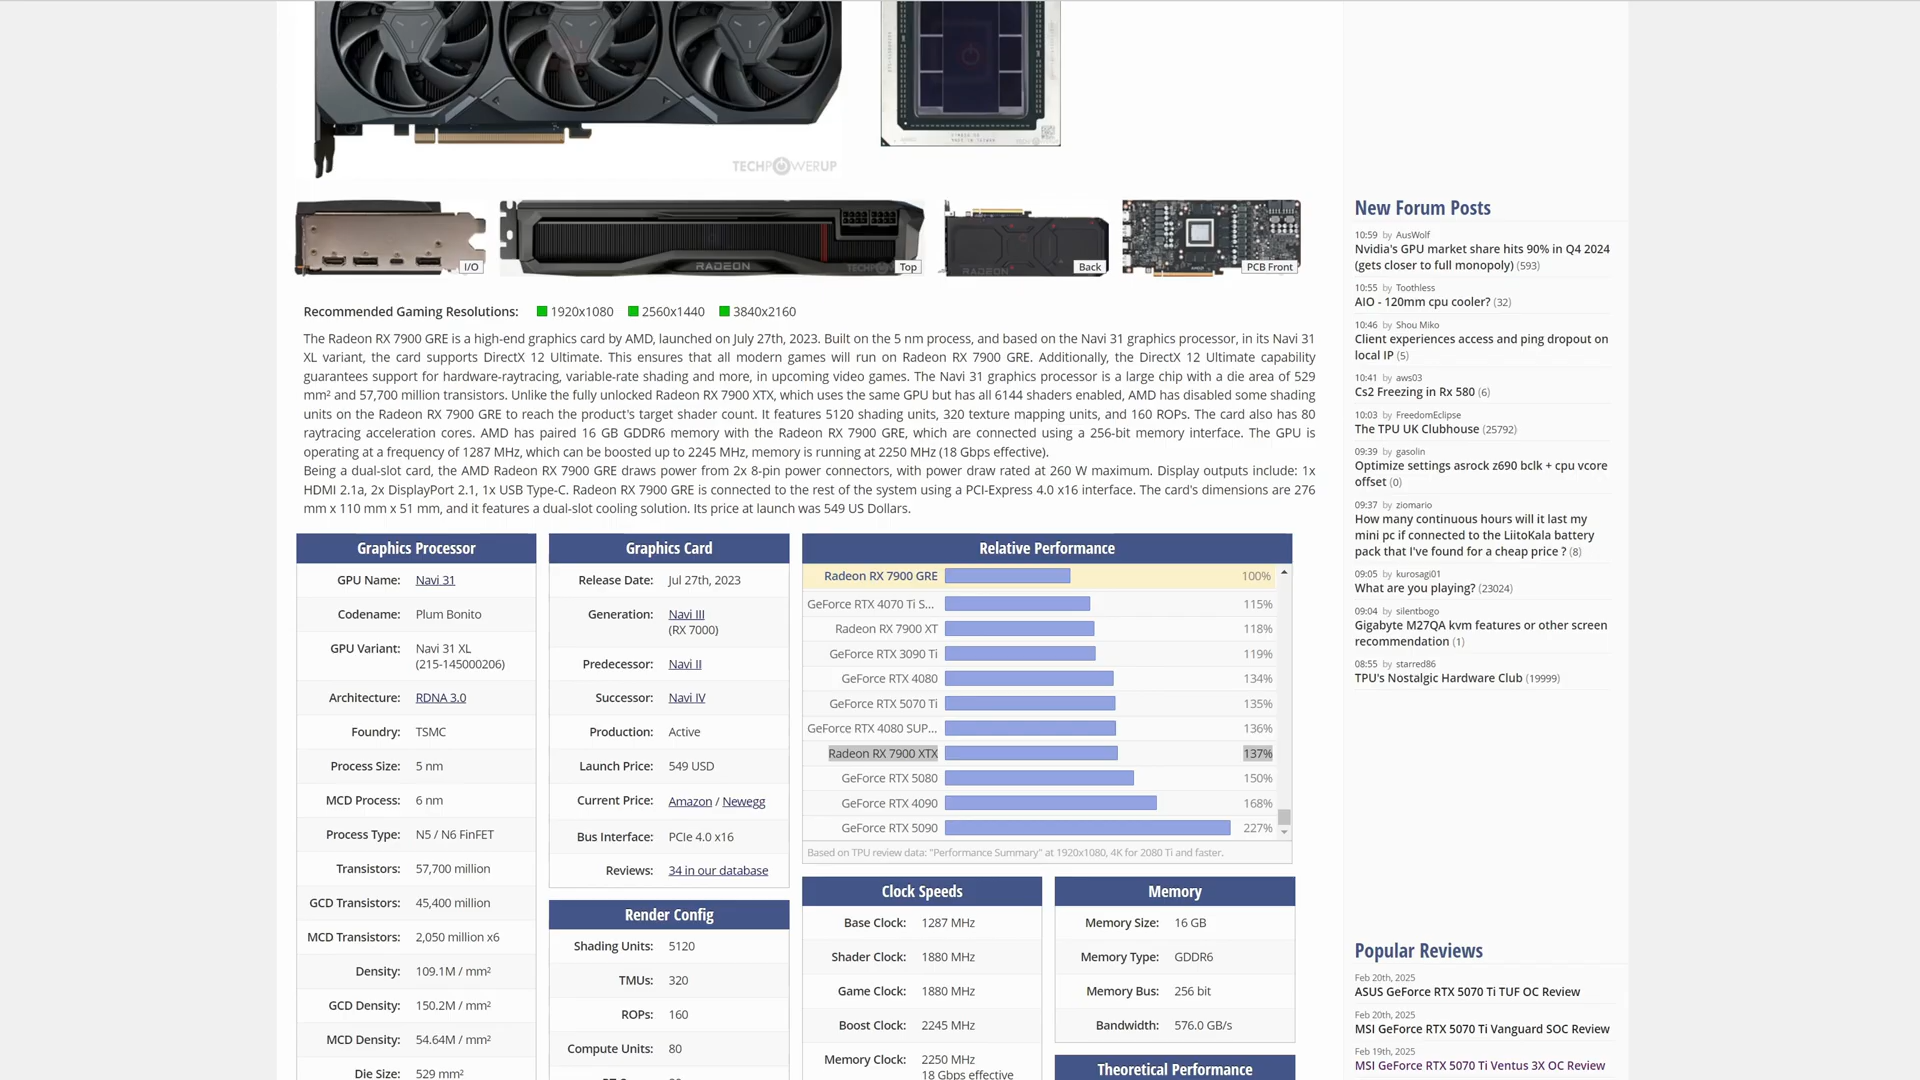 TECHPOWERUP
I/O
RADEON
Top
RADEON
Back
PCB Front
Recommended Gaming Resolutions: 1920x1080 2560x1440 3840x2160
The Radeon RX 7900 GRE is a high-end graphics card by AMD, launched on July 27th, 2023. Built on the 5 nm process, and based on the Navi 31 graphics processor, in its Navi 31
XL variant, the card supports DirectX 12 Ultimate. This ensures that all modern games will run on Radeon RX 7900 GRE. Additionally, the DirectX 12 Ultimate capability
guarantees support for hardware-raytracing, variable-rate shading and more, in upcoming video games. The Navi 31 graphics processor is a large chip with a die area of 529
mm² and 57,700 million transistors. Unlike the fully unlocked Radeon RX 7900 XTX, which uses the same GPU but has all 6144 shaders enabled, AMD has disabled some shading
units on the Radeon RX 7900 GRE to reach the product's target shader count. It features 5120 shading units, 320 texture mapping units, and 160 ROPs. The card also has 80
raytracing acceleration cores. AMD has paired 16 GB GDDR6 memory with the Radeon RX 7900 GRE, which are connected using a 256-bit memory interface. The GPU is
operating at a frequency of 1287 MHz, which can be boosted up to 2245 MHz, memory is running at 2250 MHz (18 Gbps effective).
Being a dual-slot card, the AMD Radeon RX 7900 GRE draws power from 2x 8-pin power connectors, with power draw rated at 260 W maximum. Display outputs include: 1x
HDMI 2.1a, 2x DisplayPort 2.1, 1x USB Type-C. Radeon RX 7900 GRE is connected to the rest of the system using a PCI-Express 4.0 x16 interface. The card's dimensions are 276
mm x 110 mm x 51 mm, and it features a dual-slot cooling solution. Its price at launch was 549 US Dollars.
Graphics Processor
GPU Name: Navi 31
Codename: Plum Bonito
GPU Variant: Navi 31 XL
(215-145000206)
Architecture: RDNA 3.0
Foundry: TSMC
Process Size: 5 nm
MCD Process: 6 nm
Process Type: N5 / N6 FinFET
Transistors: 57,700 million
GCD Transistors: 45,400 million
MCD Transistors: 2,050 million x6
Density: 109.1M / mm²
GCD Density: 150.2M / mm²
MCD Density: 54.64M / mm²
Die Size: 529 mm²
Graphics Card
Release Date: Jul 27th, 2023
Generation: Navi III
(RX 7000)
Predecessor: Navi II
Successor: Navi IV
Production: Active
Launch Price: 549 USD
Current Price: Amazon / Newegg
Bus Interface: PCIe 4.0 x16
Reviews: 34 in our database
Render Config
Shading Units: 5120
TMUs: 320
ROPs: 160
Compute Units: 80
Relative Performance
Radeon RX 7900 GRE 100%
GeForce RTX 4070 Ti S... 115%
Radeon RX 7900 XT 118%
GeForce RTX 3090 Ti 119%
GeForce RTX 4080 134%
GeForce RTX 5070 Ti 135%
GeForce RTX 4080 SUP... 136%
Radeon RX 7900 XTX 137%
GeForce RTX 5080 150%
GeForce RTX 4090 168%
GeForce RTX 5090 227%
Based on TPU review data: "Performance Summary" at 1920x1080, 4K for 2080 Ti and faster.
Clock Speeds
Base Clock: 1287 MHz
Shader Clock: 1880 MHz
Game Clock: 1880 MHz
Boost Clock: 2245 MHz
Memory Clock: 2250 MHz
18 Gbps effective
Memory
Memory Size: 16 GB
Memory Type: GDDR6
Memory Bus: 256 bit
Bandwidth: 576.0 GB/s
Theoretical Performance
New Forum Posts
10:59 by AusWolf
Nvidia's GPU market share hits 90% in Q4 2024
(gets closer to full monopoly) (593)
10:55 by Toothless
AIO - 120mm cpu cooler? (32)
10:46 by Shou Miko
Client experiences access and ping dropout on
local IP (5)
10:41 by aws03
Cs2 Freezing in Rx 580 (6)
10:03 by FreedomEclipse
The TPU UK Clubhouse (25792)
09:39 by gasolin
Optimize settings asrock z690 bclk + cpu vcore
offset (0)
09:37 by ziomario
How many continuous hours will it last my
mini pc if connected to the LiitoKala battery
pack that I've found for a cheap price ? (8)
09:05 by kurosagi01
What are you playing? (23024)
09:04 by silentbogo
Gigabyte M27QA kvm features or other screen
recommendation (1)
08:55 by starred86
TPU's Nostalgic Hardware Club (19999)
Popular Reviews
Feb 20th, 2025
ASUS GeForce RTX 5070 Ti TUF OC Review
Feb 20th, 2025
MSI GeForce RTX 5070 Ti Vanguard SOC Review
Feb 19th, 2025
MSI GeForce RTX 5070 Ti Ventus 3X OC Review